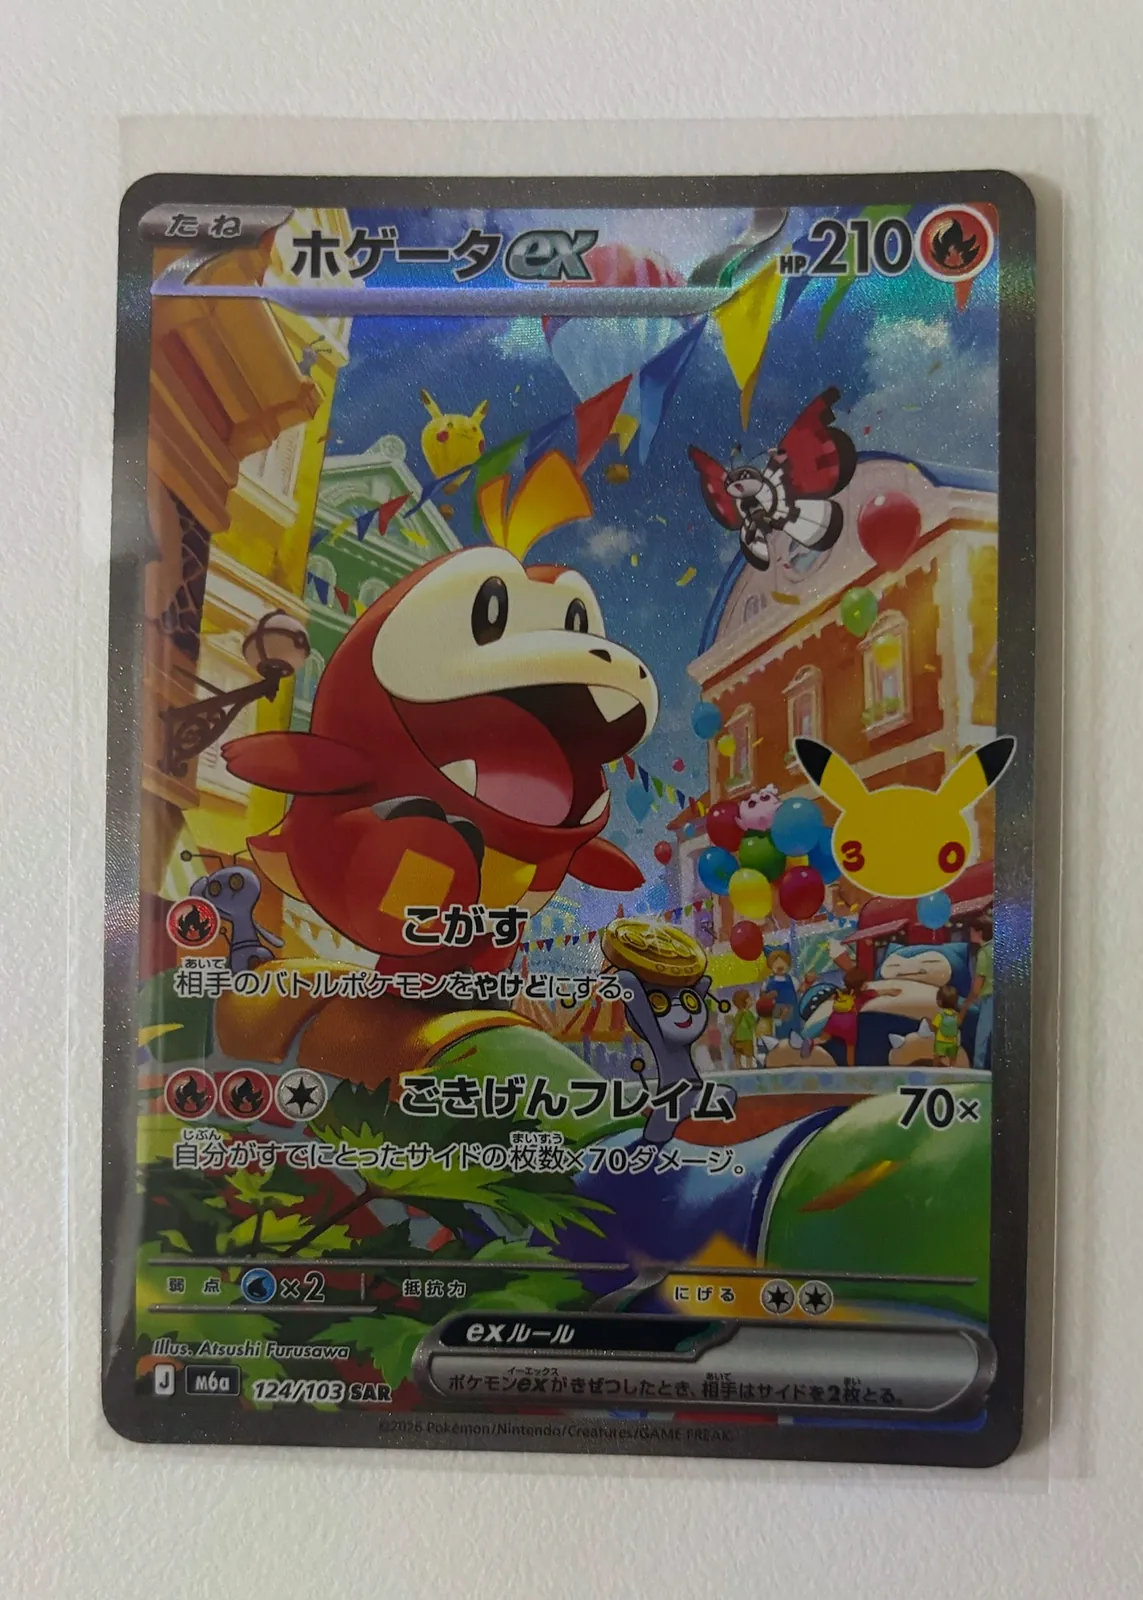 たね
ホゲータex
HP210
3 0
こがす
相手のバトルポケモンをやけどにする。
あいて
ごきげんフレイム 70×
自分がすでにとったサイドの枚数×70ダメージ。
じぶん まいすう
弱点 ×2 抵抗力 にげる
exルール
ポケモンexがきぜつしたとき、相手はサイドを2枚とる。
イーエックス あいて まい
Illus. Atsushi Furusawa
J M6a 124/103 SAR
©2026 Pokémon/Nintendo/Creatures/GAME FREAK.